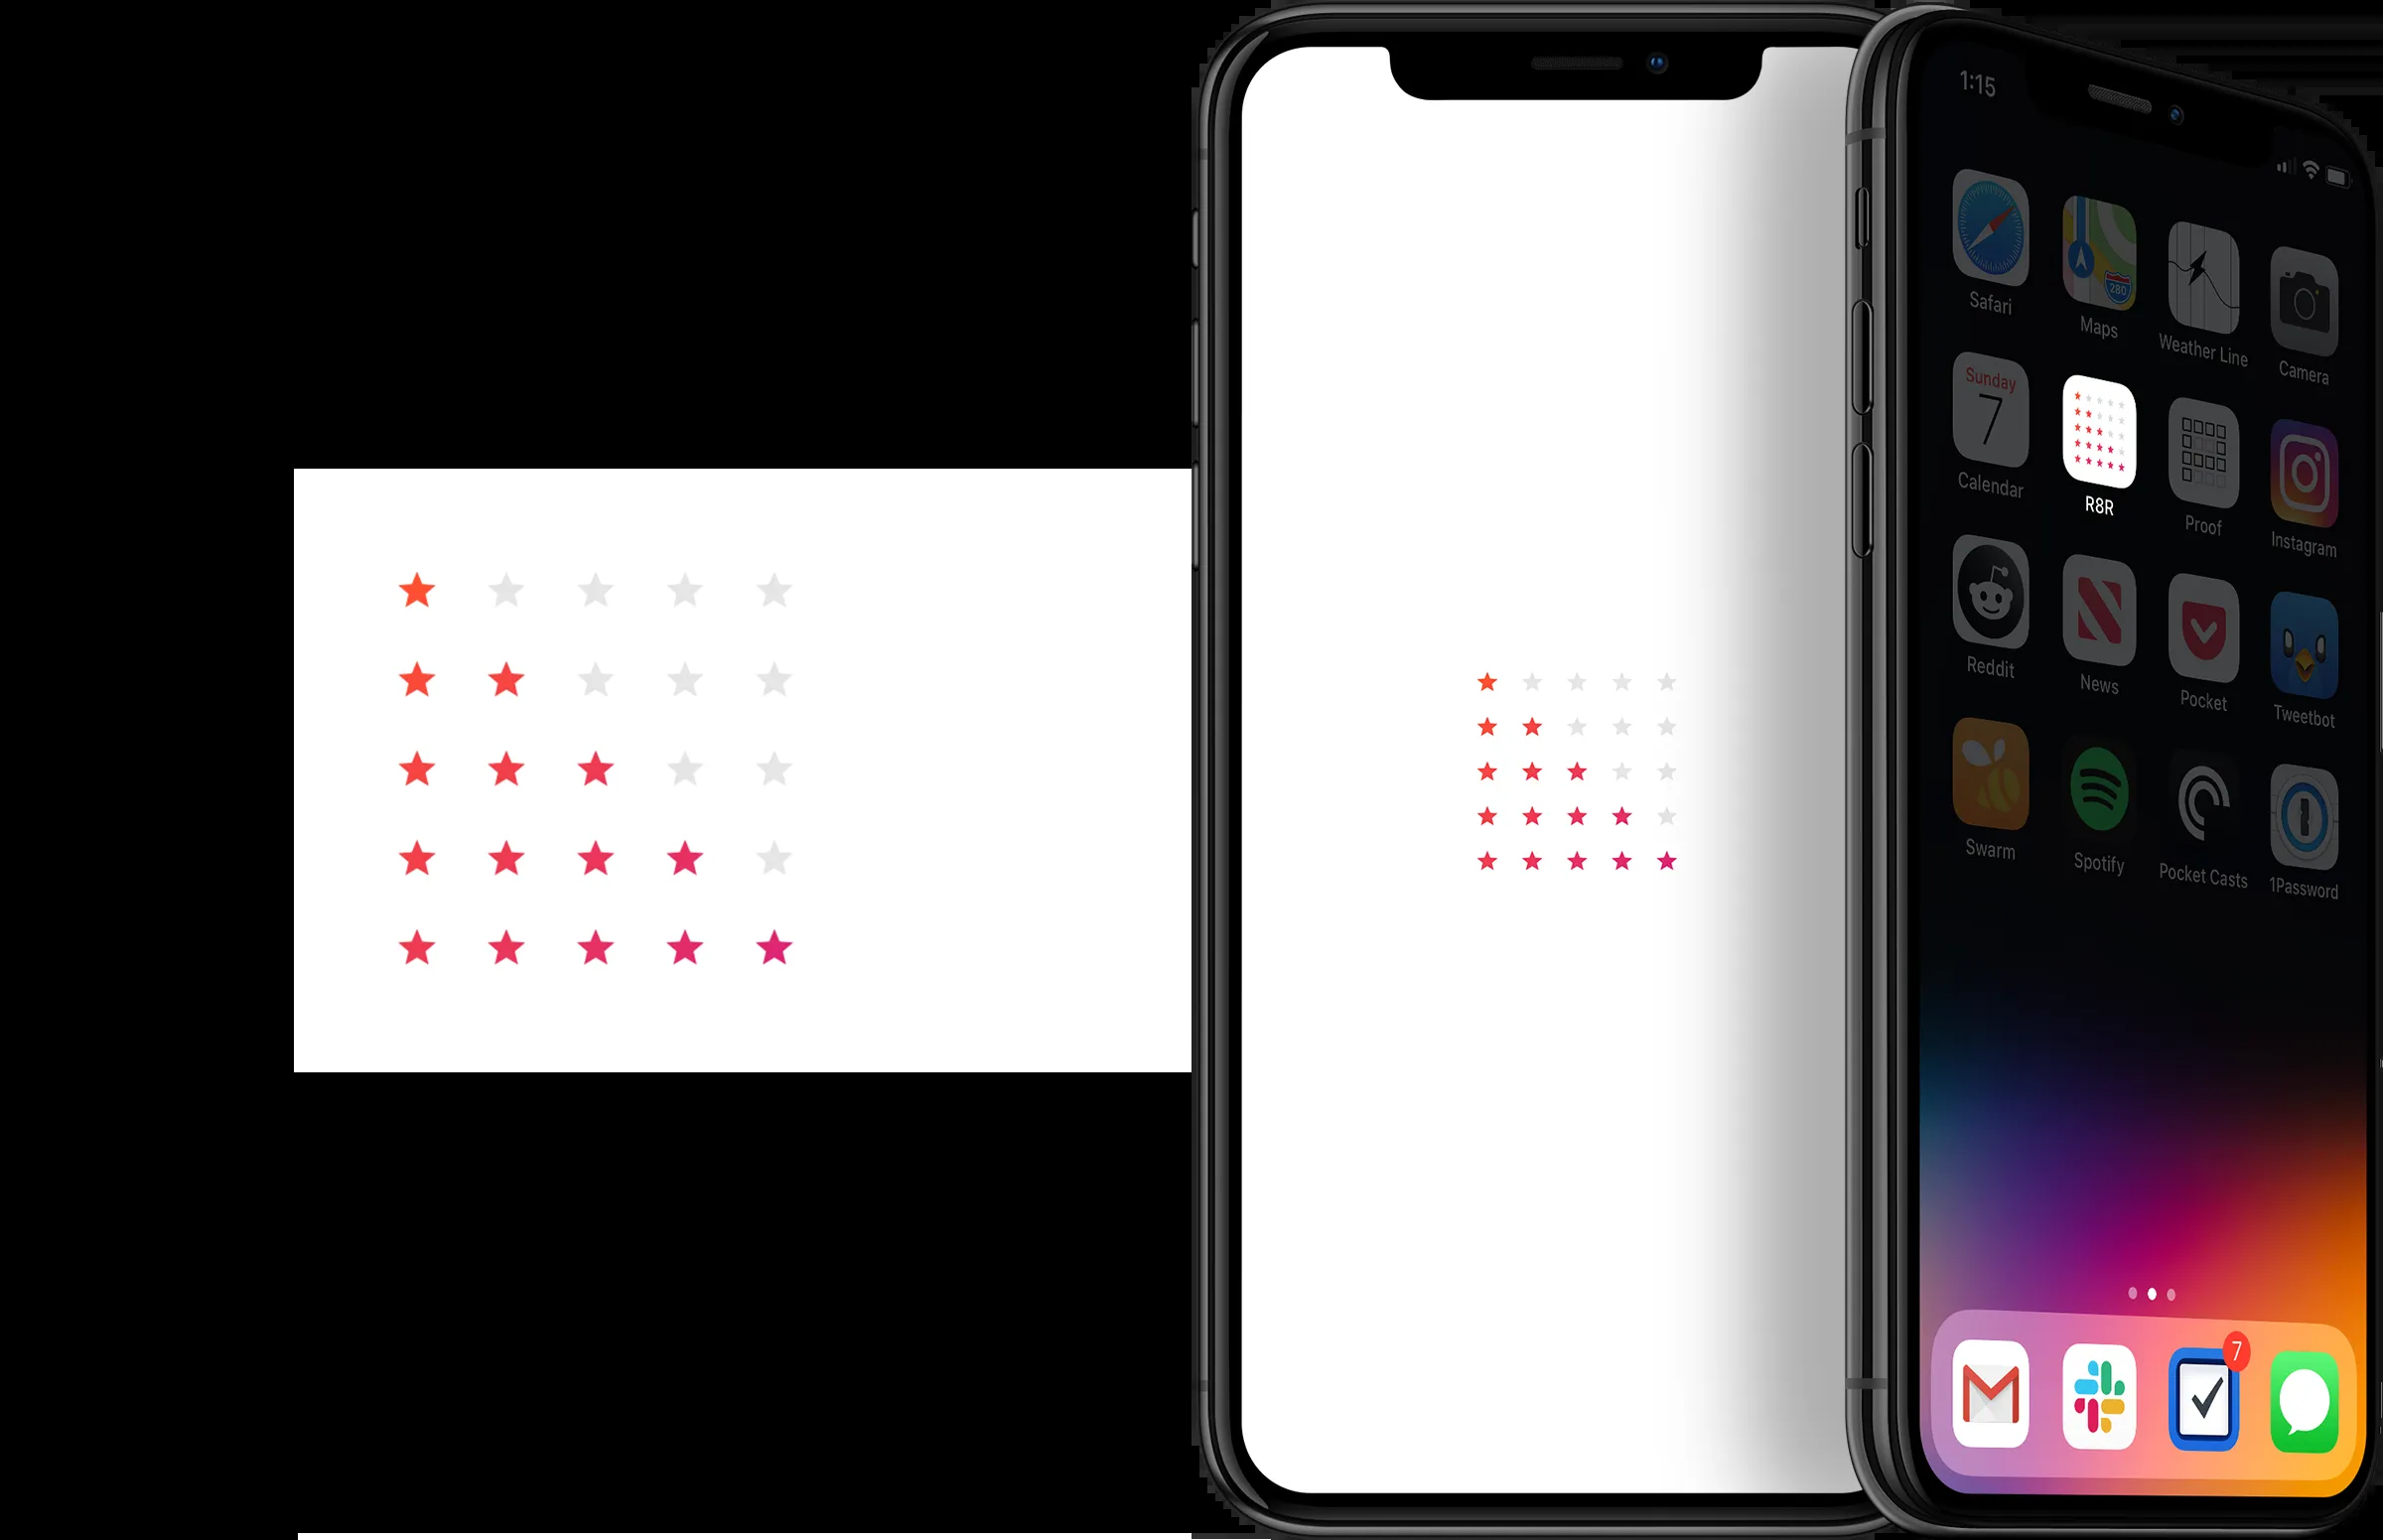 1:15
Safari
Maps
280
Weather Line
Camera
Sunday
7
Calendar
R8R
Proof
Instagram
Reddit
News
Pocket
Tweetbot
Swarm
Spotify
Pocket Casts
1Password
7